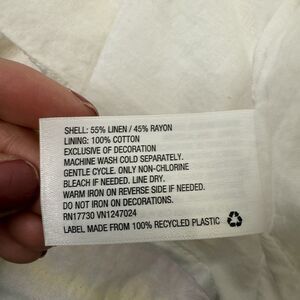 SHELL: 55% LINEN / 45% RAYON
LINING: 100% COTTON
EXCLUSIVE OF DECORATION
MACHINE WASH COLD SEPARATELY.
GENTLE CYCLE. ONLY NON-CHLORINE
BLEACH IF NEEDED. LINE DRY.
WARM IRON ON REVERSE SIDE IF NEEDED.
DO NOT IRON ON DECORATIONS.
RN17730 VN1247024
LABEL MADE FROM 100% RECYCLED PLASTIC